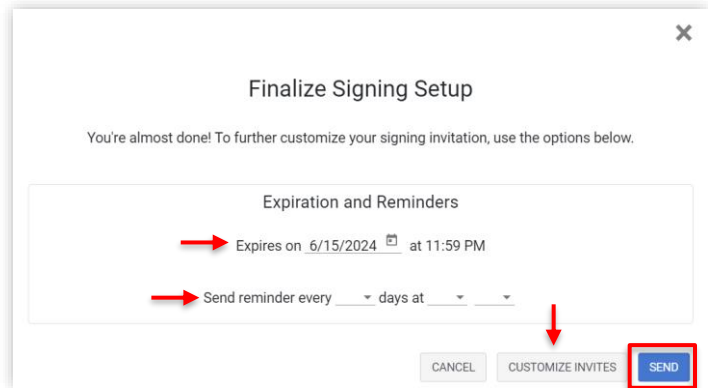 Finalize Signing Setup
You're almost done! To further customize your signing invitation, use the options below.
Expiration and Reminders
Expires on 6/15/2024 at 11:59 PM
Send reminder every days at
CANCEL CUSTOMIZE INVITES SEND